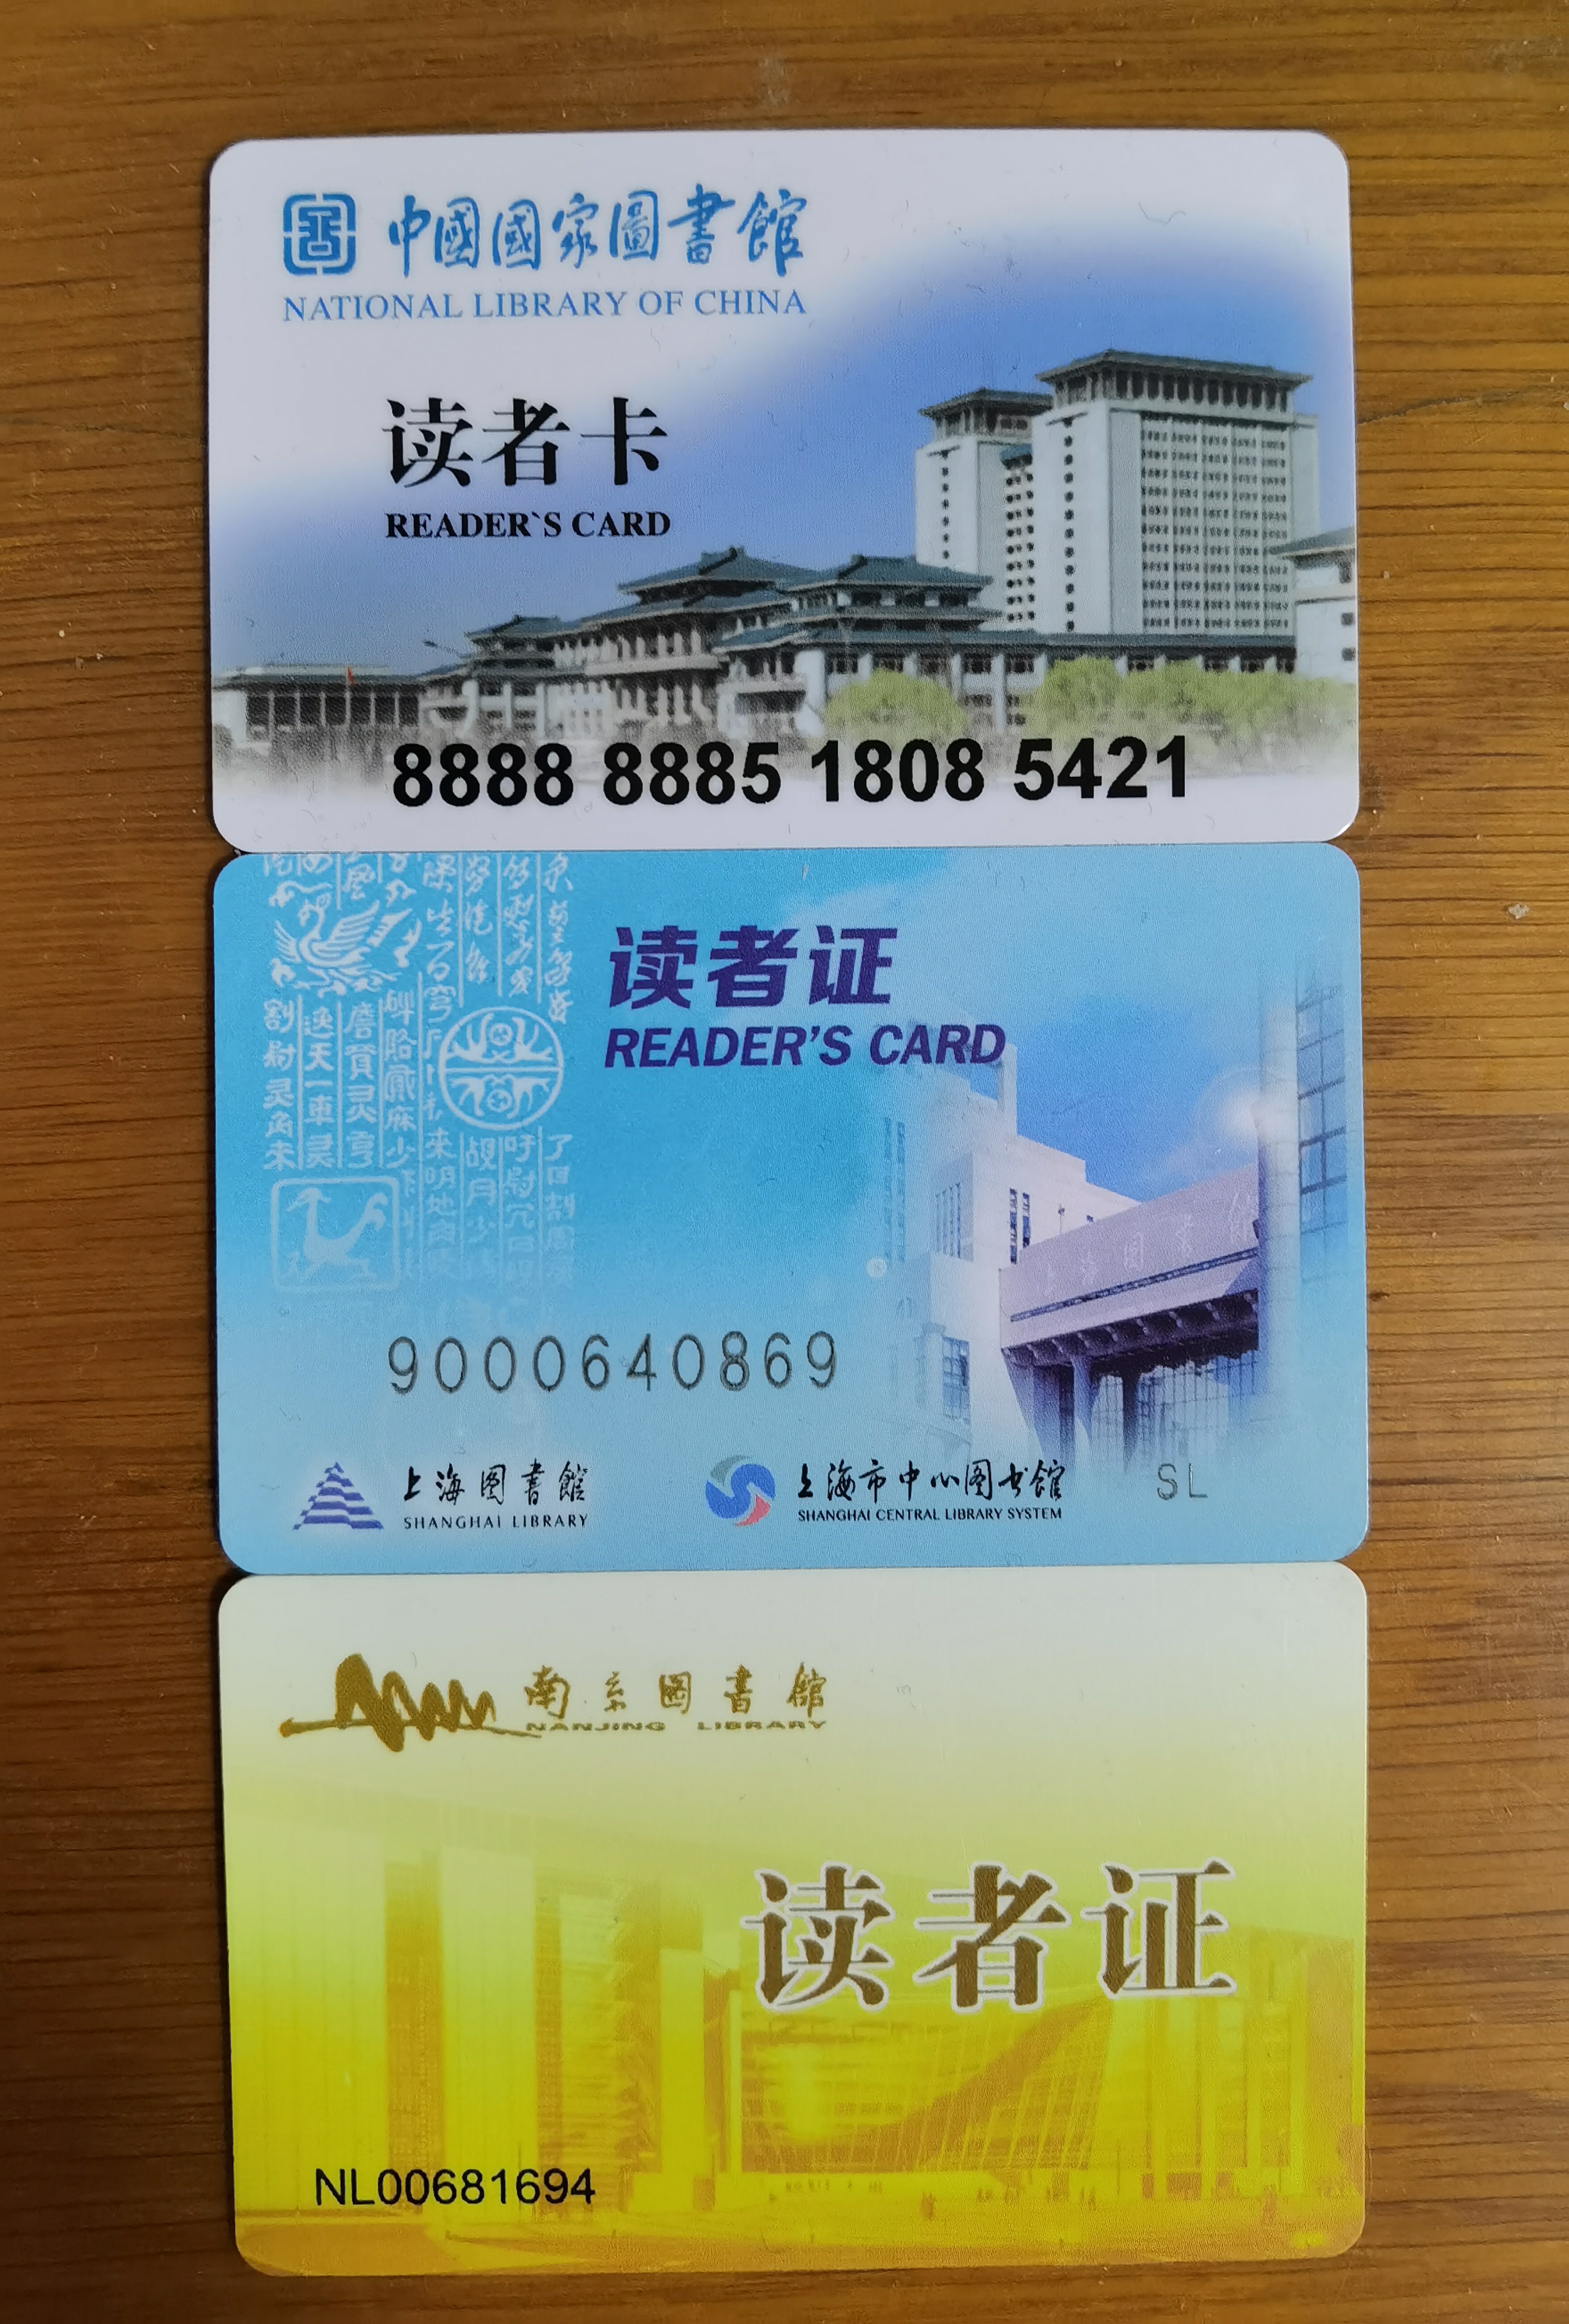 中國國家圖書館
NATIONAL LIBRARY OF CHINA
读者卡
READER`S CARD
8888 8885 1808 5421
读者证
READER'S CARD
9000640869
上海图書館
SHANGHAI LIBRARY
上海市中心图书馆
SHANGHAI CENTRAL LIBRARY SYSTEM
SL
南京圖書館
NANJING LIBRARY
读者证
NL00681694